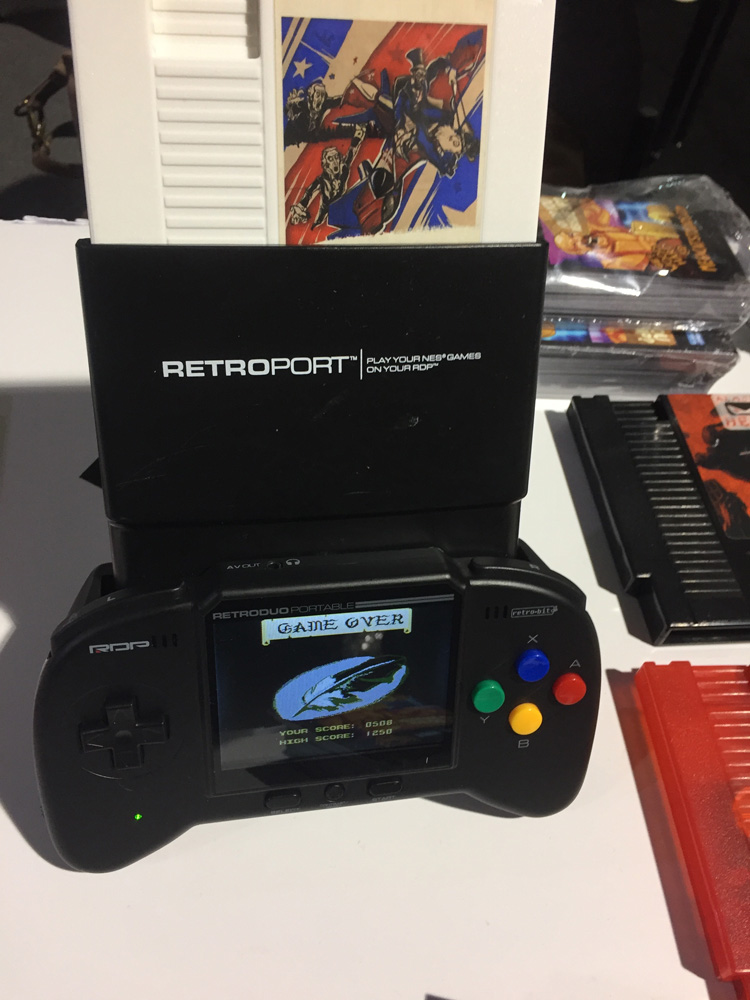 RETROPORT™ | PLAY YOUR NES® GAMES
ON YOUR RDP™
AV OUT
RETRODUO PORTABLE
retro-bit
RDP
GAME OVER
YOUR SCORE: 0500
HIGH SCORE: 1250
X
A
Y
B